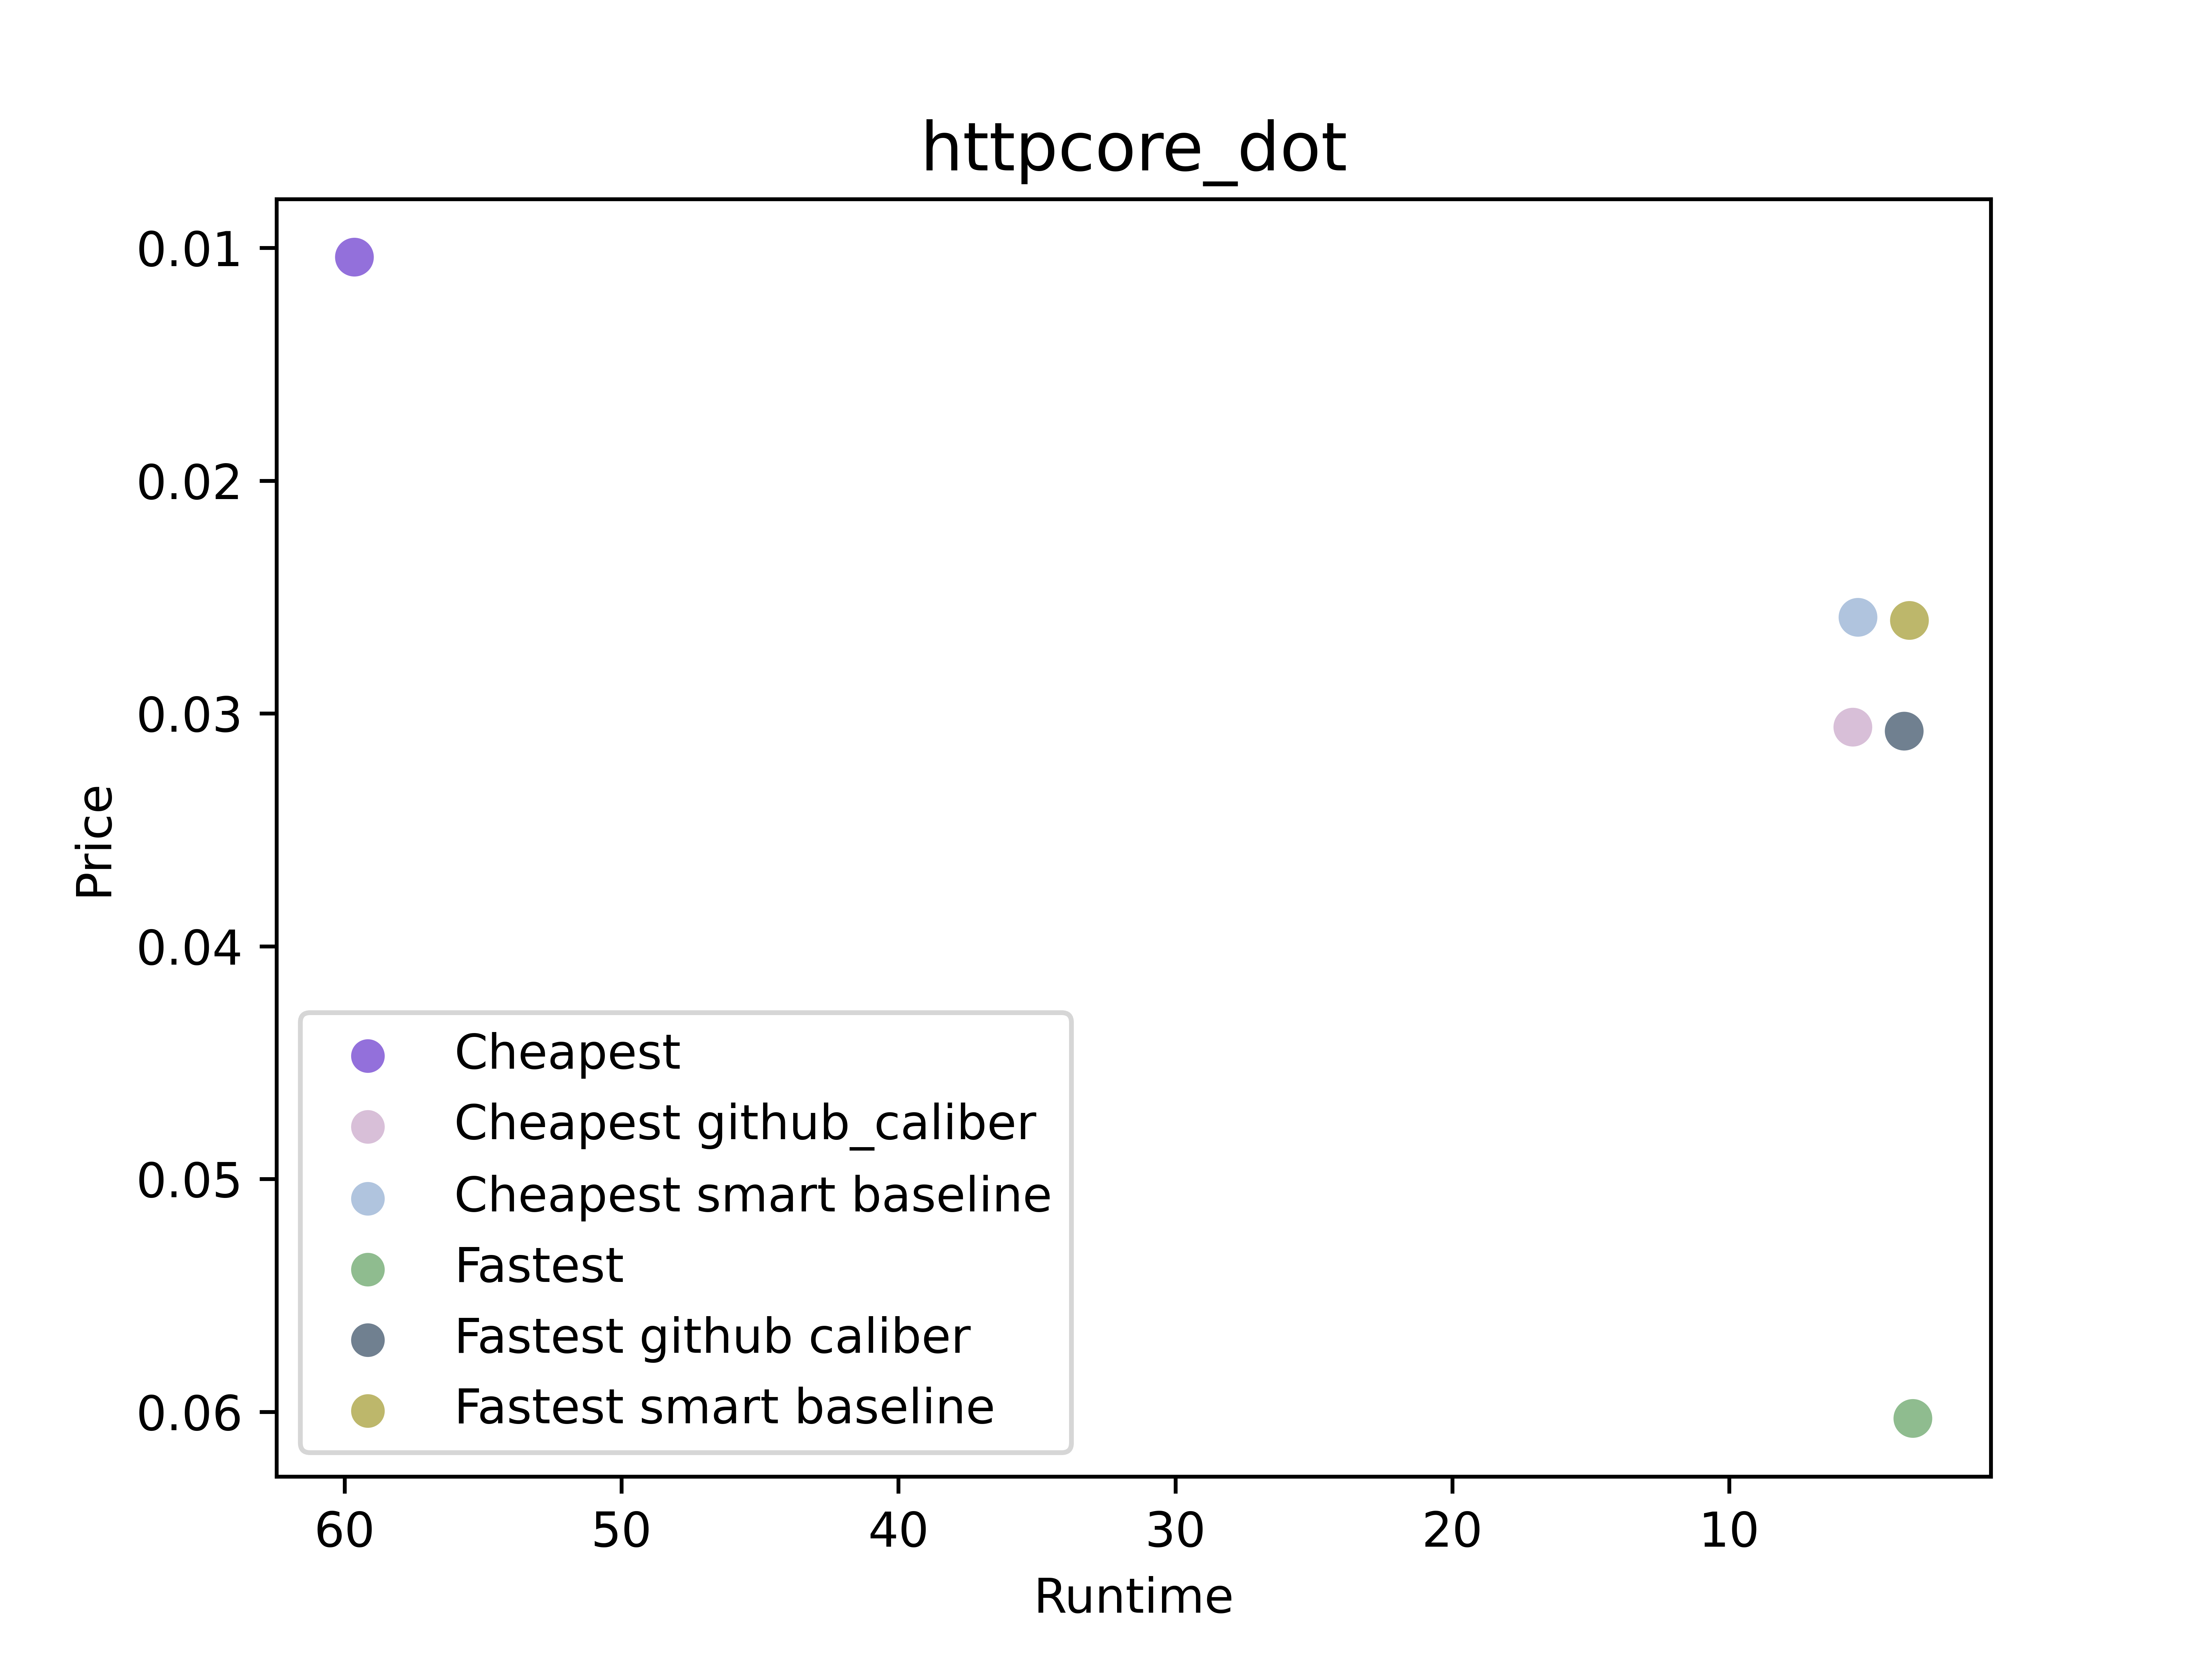 httpcore_dot
0.01
0.02
0.03
0.04
0.05
0.06
Price
Cheapest
Cheapest github_caliber
Cheapest smart baseline
Fastest
Fastest github caliber
Fastest smart baseline
60 50 40 30 20 10
Runtime